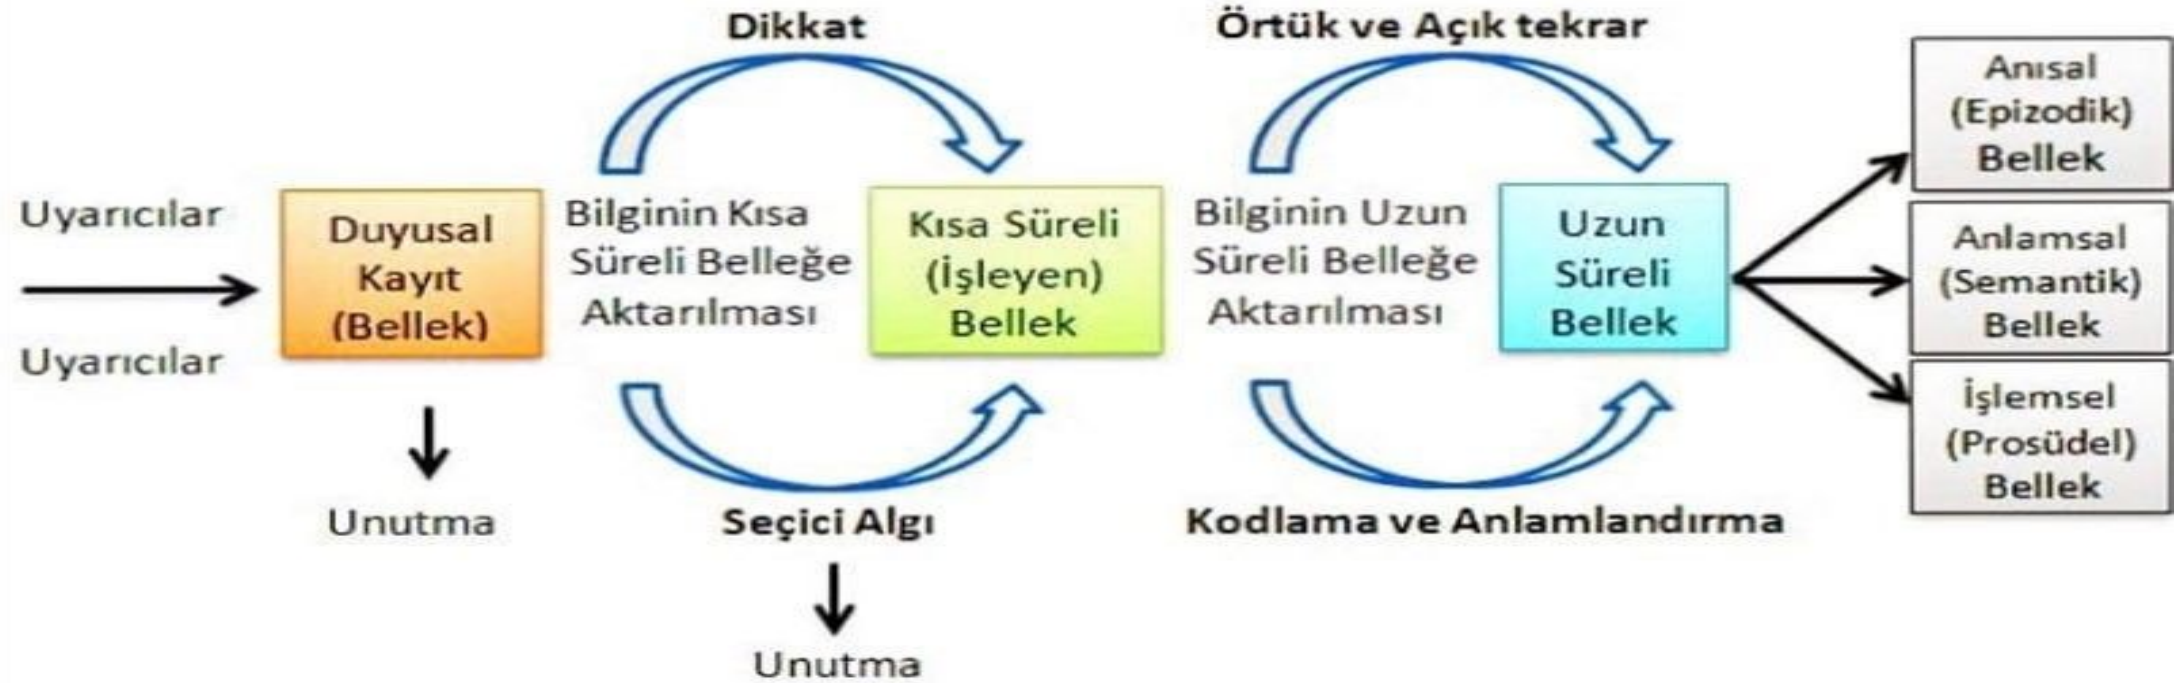 Dikkat
Örtük ve Açık tekrar
Uyarıcılar
Uyarıcılar
Duyusal
Kayıt
(Bellek)
Unutma
Bilginin Kısa
Süreli Belleğe
Aktarılması
Seçici Algı
Unutma
Kısa Süreli
(İşleyen)
Bellek
Bilginin Uzun
Süreli Belleğe
Aktarılması
Kodlama ve Anlamlandırma
Uzun
Süreli
Bellek
Anısal
(Epizodik)
Bellek
Anlamsal
(Semantik)
Bellek
İşlemsel
(Prosüdel)
Bellek